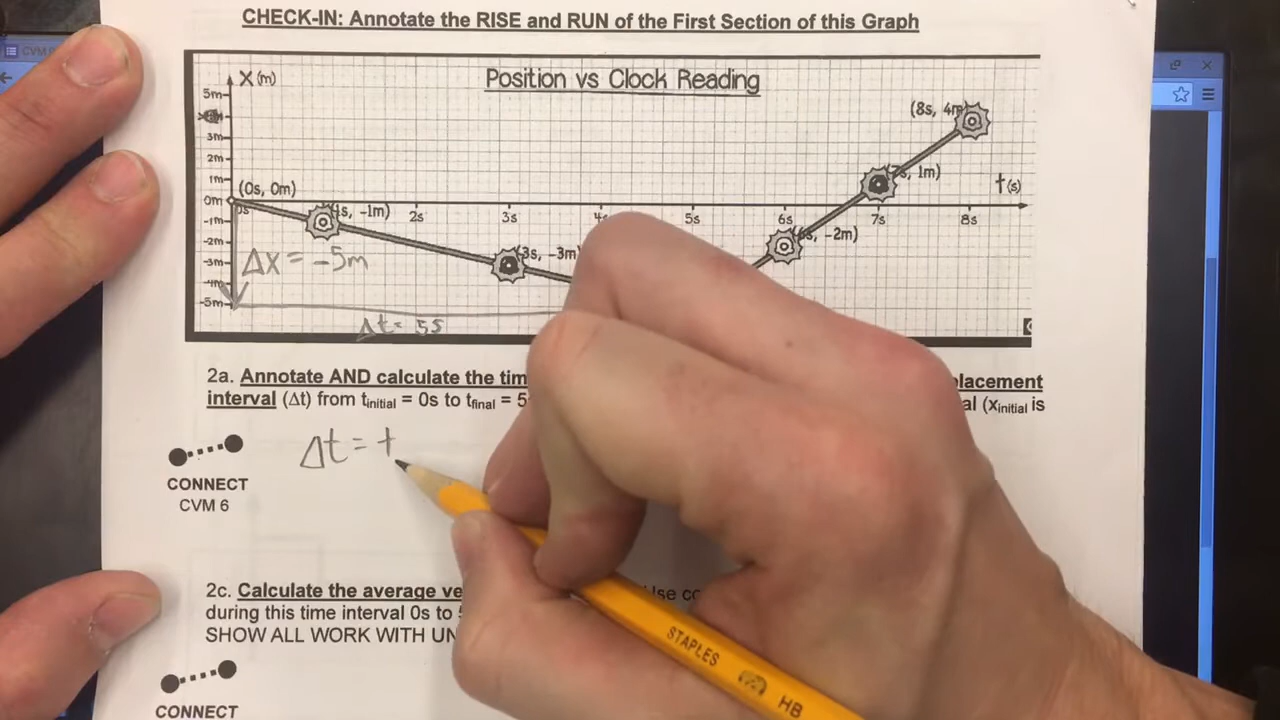 CHECK-IN: Annotate the RISE and RUN of the First Section of this Graph
CVM
X (m)
Position vs Clock Reading
5m
3m
2m
1m
0m
-1m
-2m
-3m
-4m
-5m
(0s, 0m)
(1s, -1m)
(3s, -3m)
(6s, -2m)
(7s, 1m)
(8s, 4m)
0s
2s
3s
4s
5s
6s
7s
8s
t (s)
Δx = -5m
Δt = 5s
2a. Annotate AND calculate the tim
placement
interval (Δt) from tinitial = 0s to tfinal = 5
al (xinitial is
Δt = t
CONNECT
CVM 6
2c. Calculate the average ve
Use co
during this time interval 0s to
SHOW ALL WORK WITH UN
CONNECT
STAPLES
HB